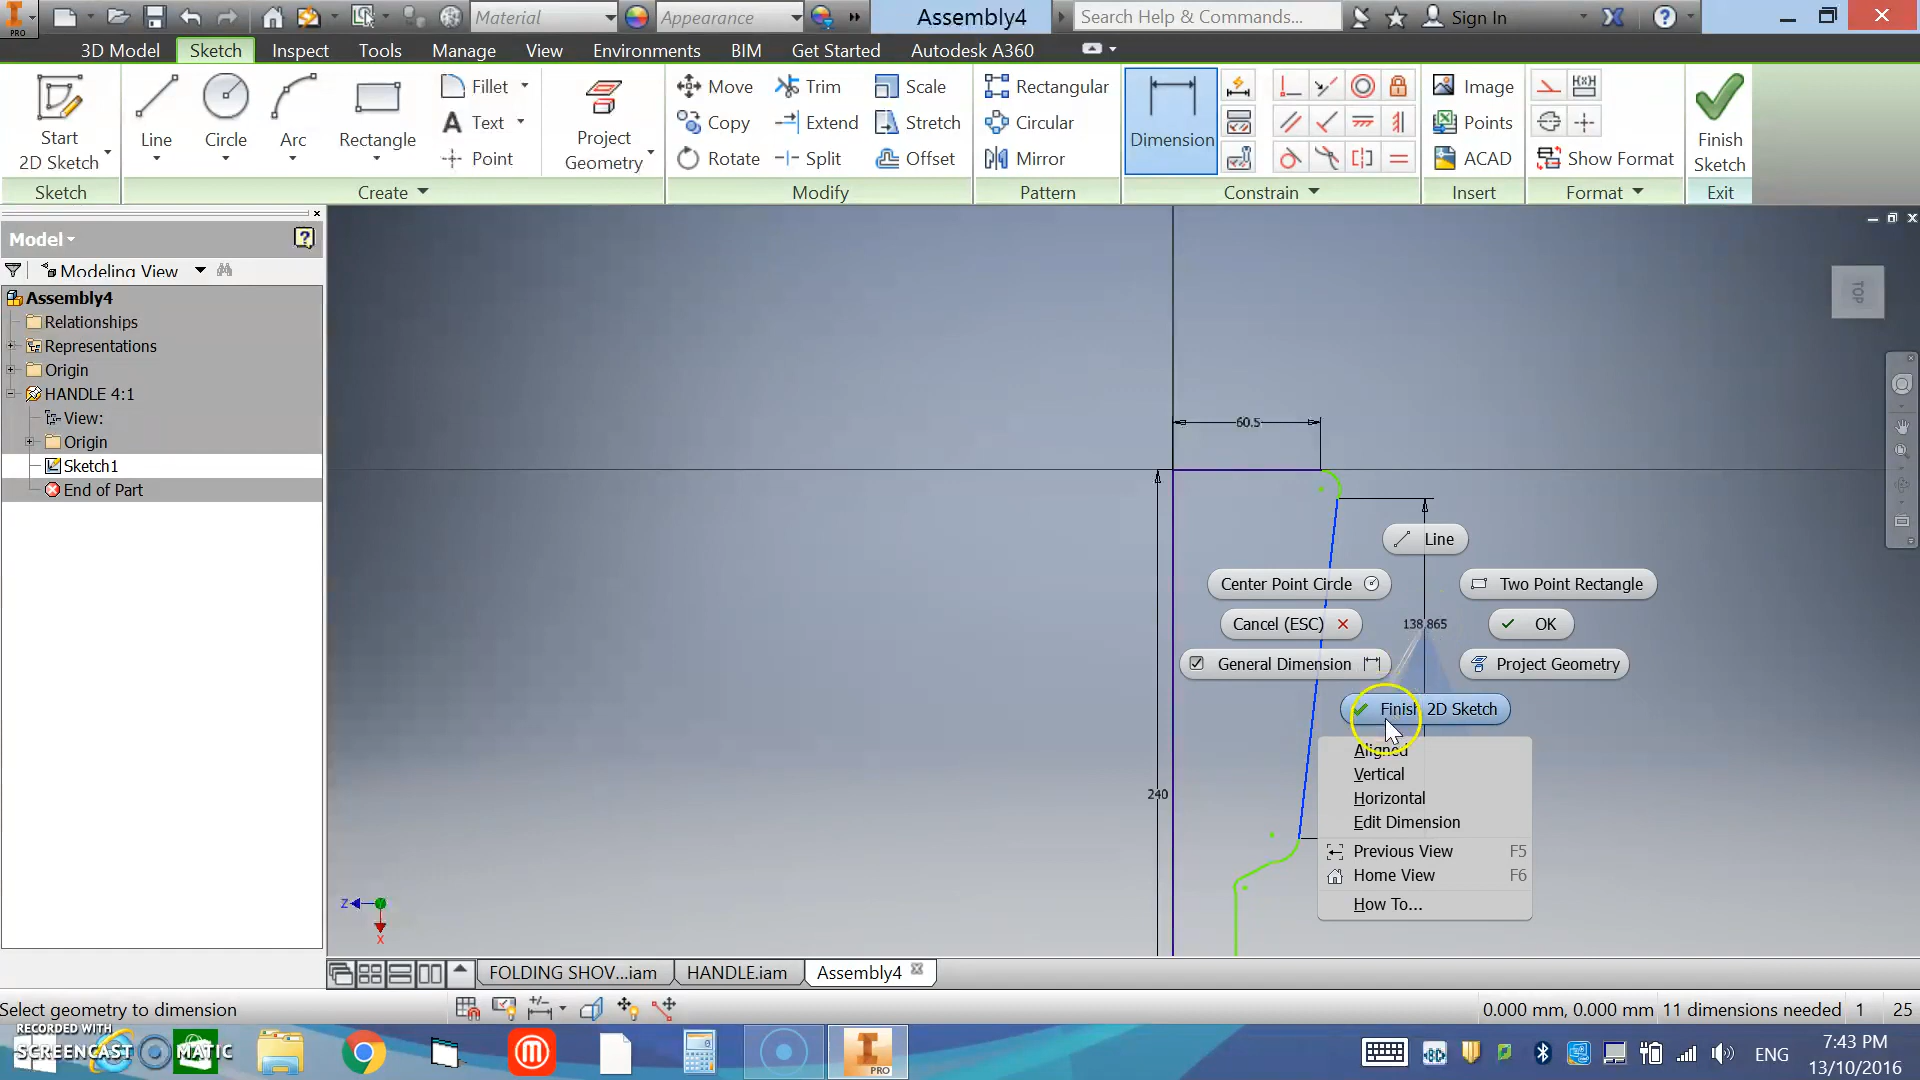 PRO
Material
Appearance
Assembly4
Search Help & Commands...
Sign In
3D Model
Sketch
Inspect
Tools
Manage
View
Environments
BIM
Get Started
Autodesk A360
Start
2D Sketch
Line
Circle
Arc
Rectangle
Fillet
Text
Point
Project
Geometry
Move
Copy
Rotate
Trim
Extend
Split
Scale
Stretch
Offset
Rectangular
Circular
Mirror
Dimension
Image
Points
ACAD
Show Format
Finish
Sketch
Sketch
Create
Modify
Pattern
Constrain
Insert
Format
Exit
Model
Modeling View
Assembly4
Relationships
Representations
Origin
HANDLE 4:1
View:
Origin
Sketch1
End of Part
TOP
60.5
Line
Center Point Circle
Two Point Rectangle
Cancel (ESC)
138.865
OK
General Dimension
Project Geometry
Finish 2D Sketch
Aligned
Vertical
Horizontal
Edit Dimension
Previous View F5
Home View F6
How To...
240
Z
X
FOLDING SHOV...iam
HANDLE.iam
Assembly4
Select geometry to dimension
0.000 mm, 0.000 mm 11 dimensions needed 1 25
RECORDED WITH
SCREENCAST MATIC
PRO
ENG
7:43 PM
13/10/2016